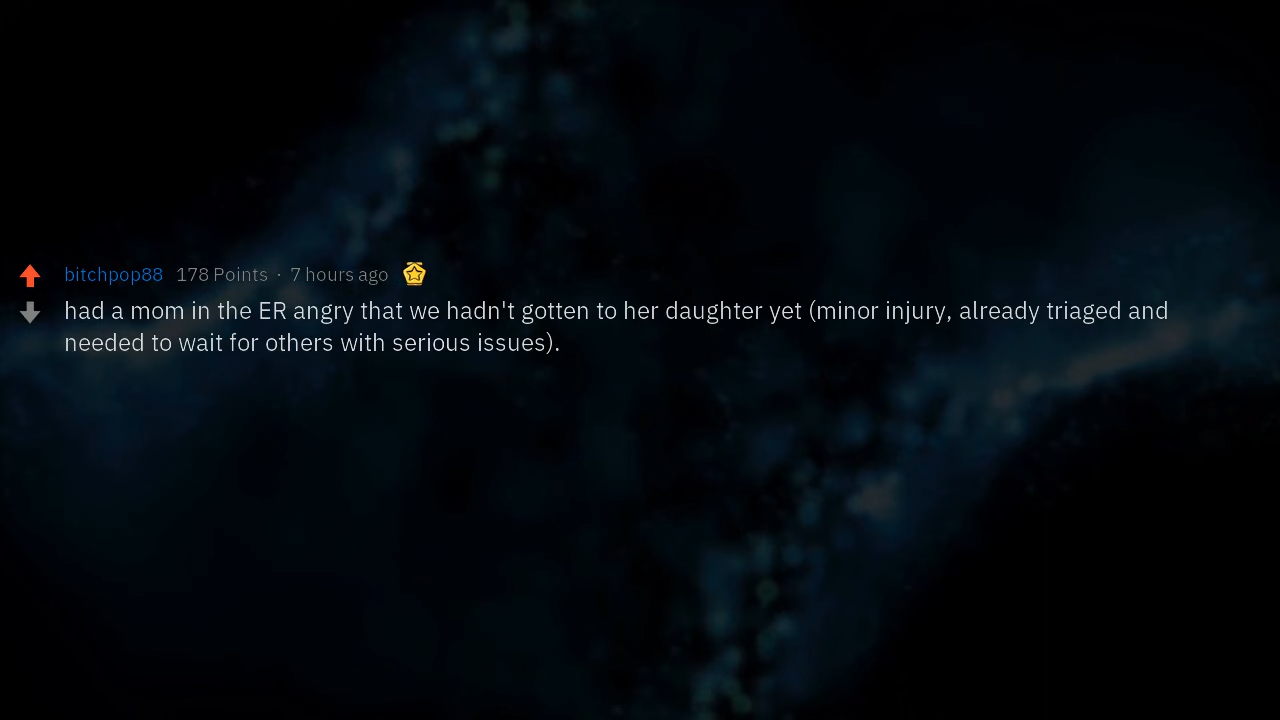 bitchpop88 178 Points · 7 hours ago
had a mom in the ER angry that we hadn't gotten to her daughter yet (minor injury, already triaged and
needed to wait for others with serious issues).